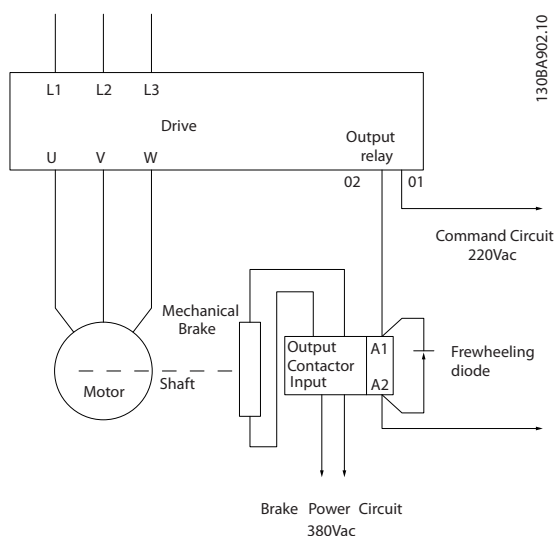 130BA902.10
L1 L2 L3
Drive
Output
relay
U V W
02 01
Command Circuit
220Vac
Mechanical
Brake
Output
Contactor
Input
A1
A2
Frewheeling
diode
Shaft
Motor
Brake Power Circuit
380Vac